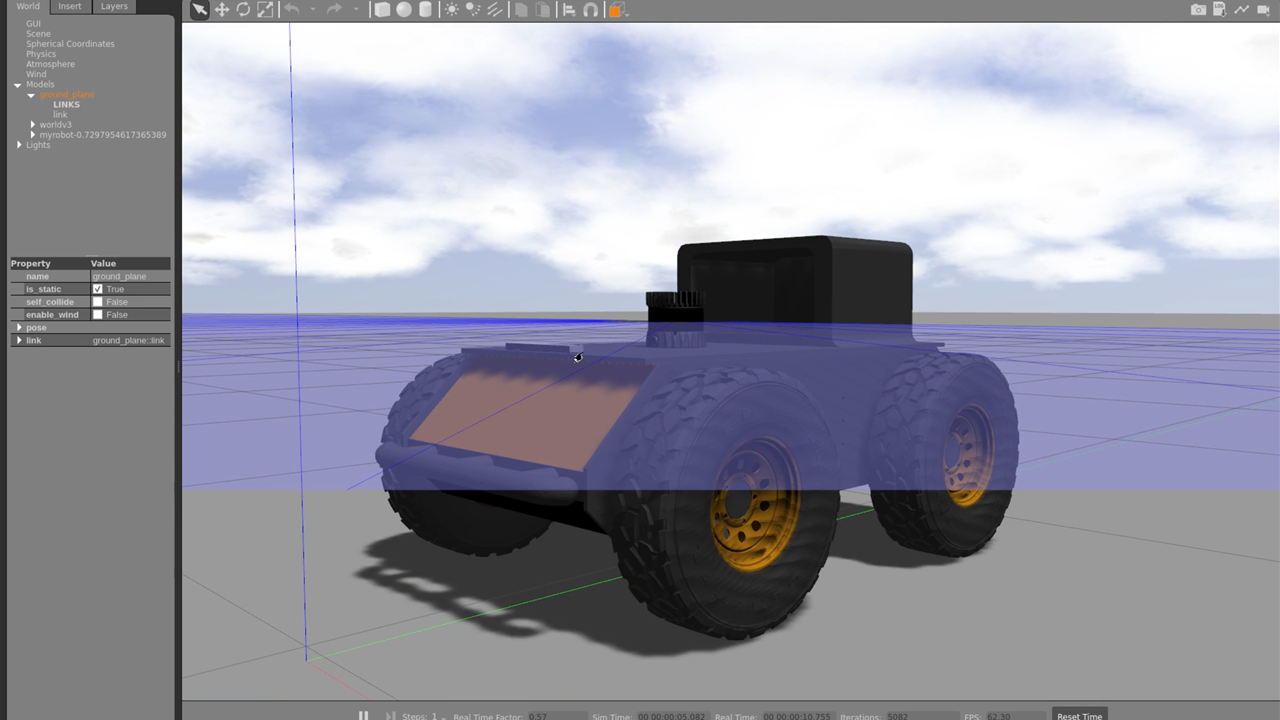 World Insert Layers
GUI
Scene
Spherical Coordinates
Physics
Atmosphere
Wind
Models
ground_plane
LINKS
link
worldv3
myrobot-0.7297954617365389
Lights
Property Value
name ground_plane
is_static True
self_collide False
enable_wind False
pose
link ground_plane::link
Steps: 1 Real Time Factor: 0.57 Sim Time: 00 00:00:05.082 Real Time: 00 00:00:10.755 Iterations: 5082 FPS: 62.30 Reset Time